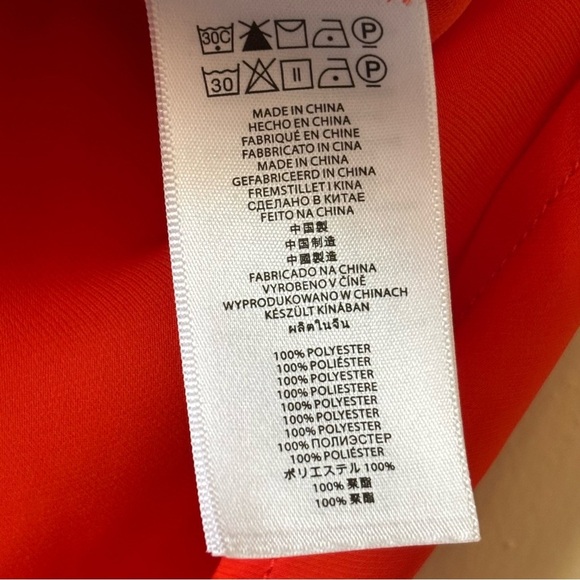 30C P
30 P
MADE IN CHINA
HECHO EN CHINA
FABRIQUÉ EN CHINE
FABBRICATO IN CINA
MADE IN CHINA
GEFABRICEERD IN CHINA
FREMSTILLET I KINA
СДЕЛАНО В КИТАЕ
FEITO NA CHINA
中国製
中国制造
中國製造
FABRICADO NA CHINA
VYROBENO V ČÍNĚ
WYPRODUKOWANO W CHINACH
KÉSZÜLT KÍNÁBAN
ผลิตในจีน
100% POLYESTER
100% POLIÉSTER
100% POLYESTER
100% POLIESTERE
100% POLYESTER
100% POLYESTER
100% POLYESTER
100% ПОЛИЭСТЕР
100% POLIÉSTER
ポリエステル 100%
100% 聚酯
100% 聚酯